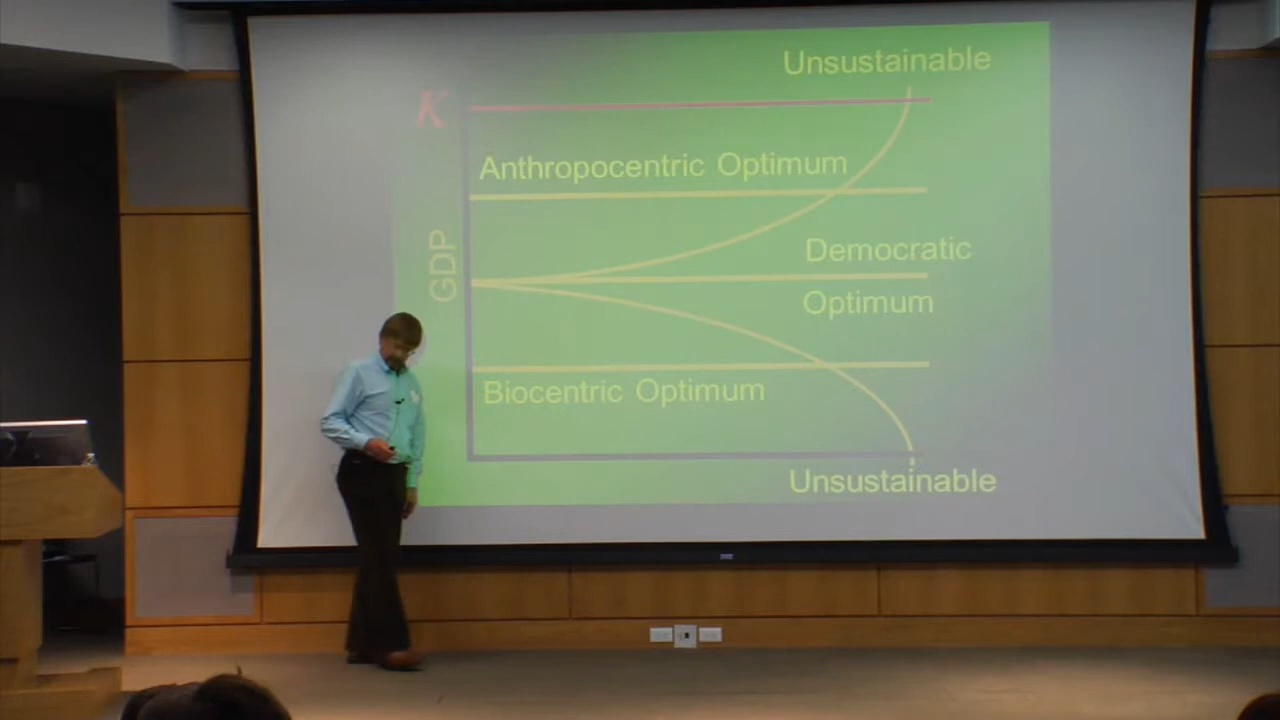 Unsustainable
K
Anthropocentric Optimum
GDP
Democratic
Optimum
Biocentric Optimum
Unsustainable